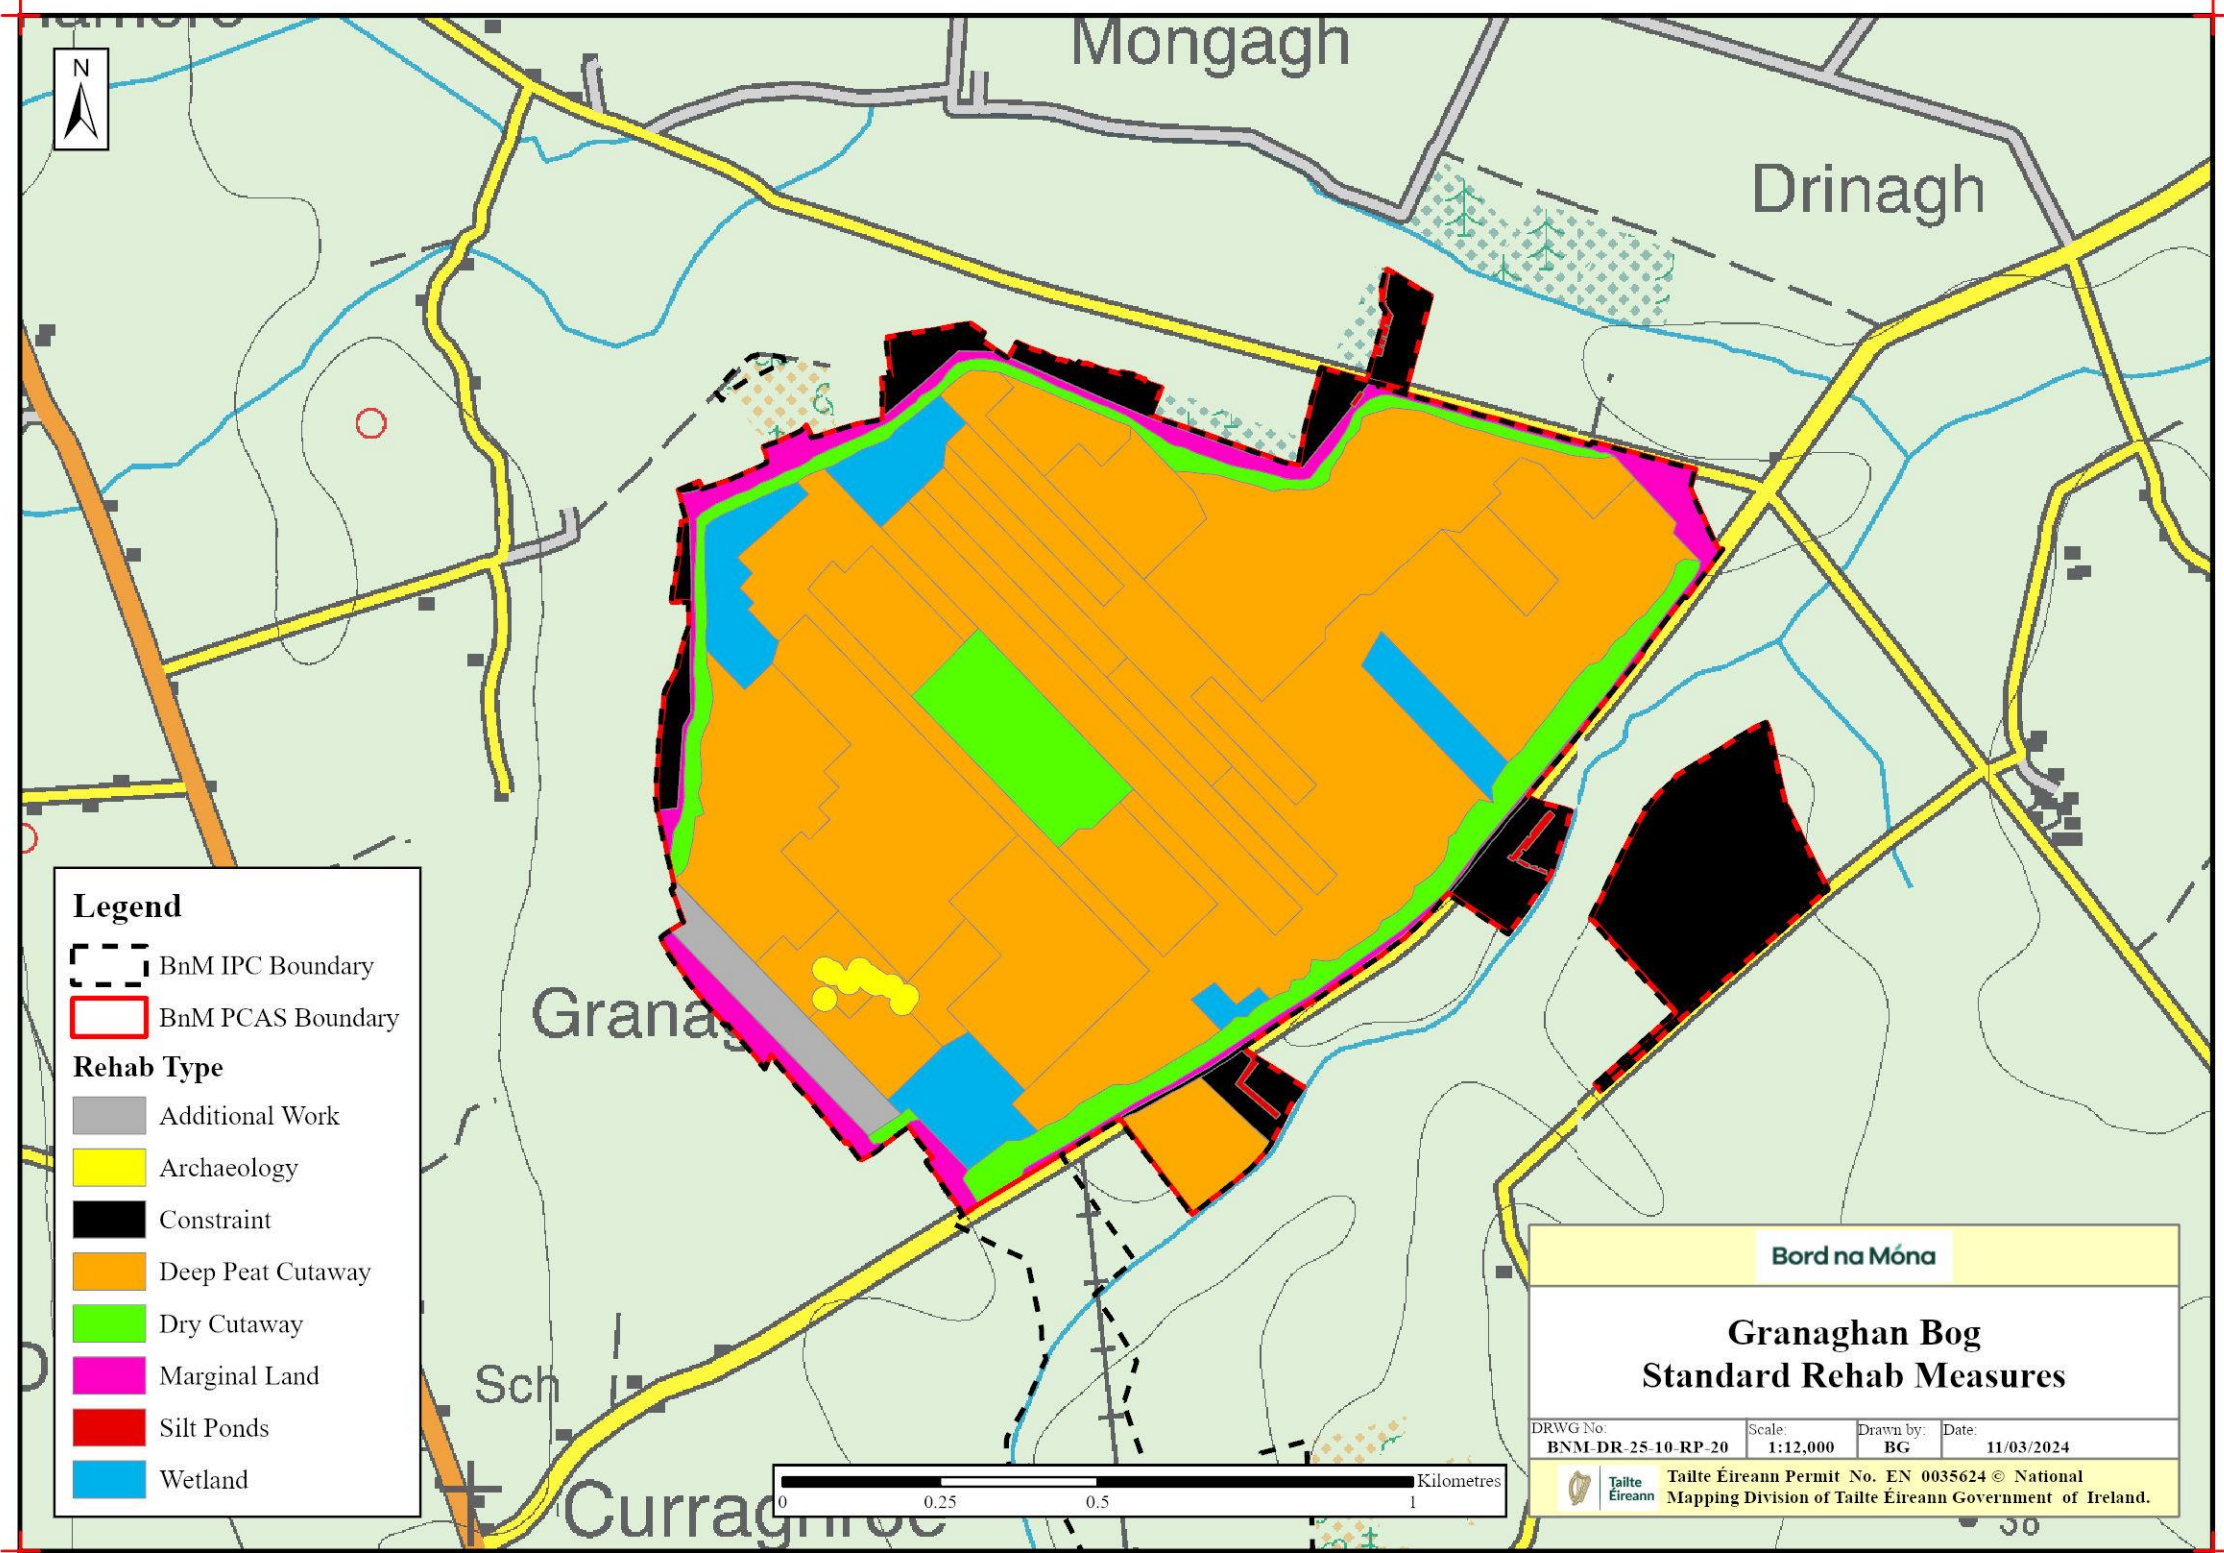 Mongagh
N
Drinagh
Sch
Legend
BnM IPC Boundary
BnM PCAS Boundary
Rehab Type
Additional Work
Archaeology
Constraint
Deep Peat Cutaway
Dry Cutaway
Marginal Land
Silt Ponds
Wetland
Kilometres
0 0.25 0.5 1
Bord na Móna
Granaghan Bog
Standard Rehab Measures
DRWG No: Scale: Drawn by: Date:
BNM-DR-25-10-RP-20 1:12,000 BG 11/03/2024
Tailte
Éireann
Tailte Éireann Permit No. EN 0035624 © National
Mapping Division of Tailte Éireann Government of Ireland.